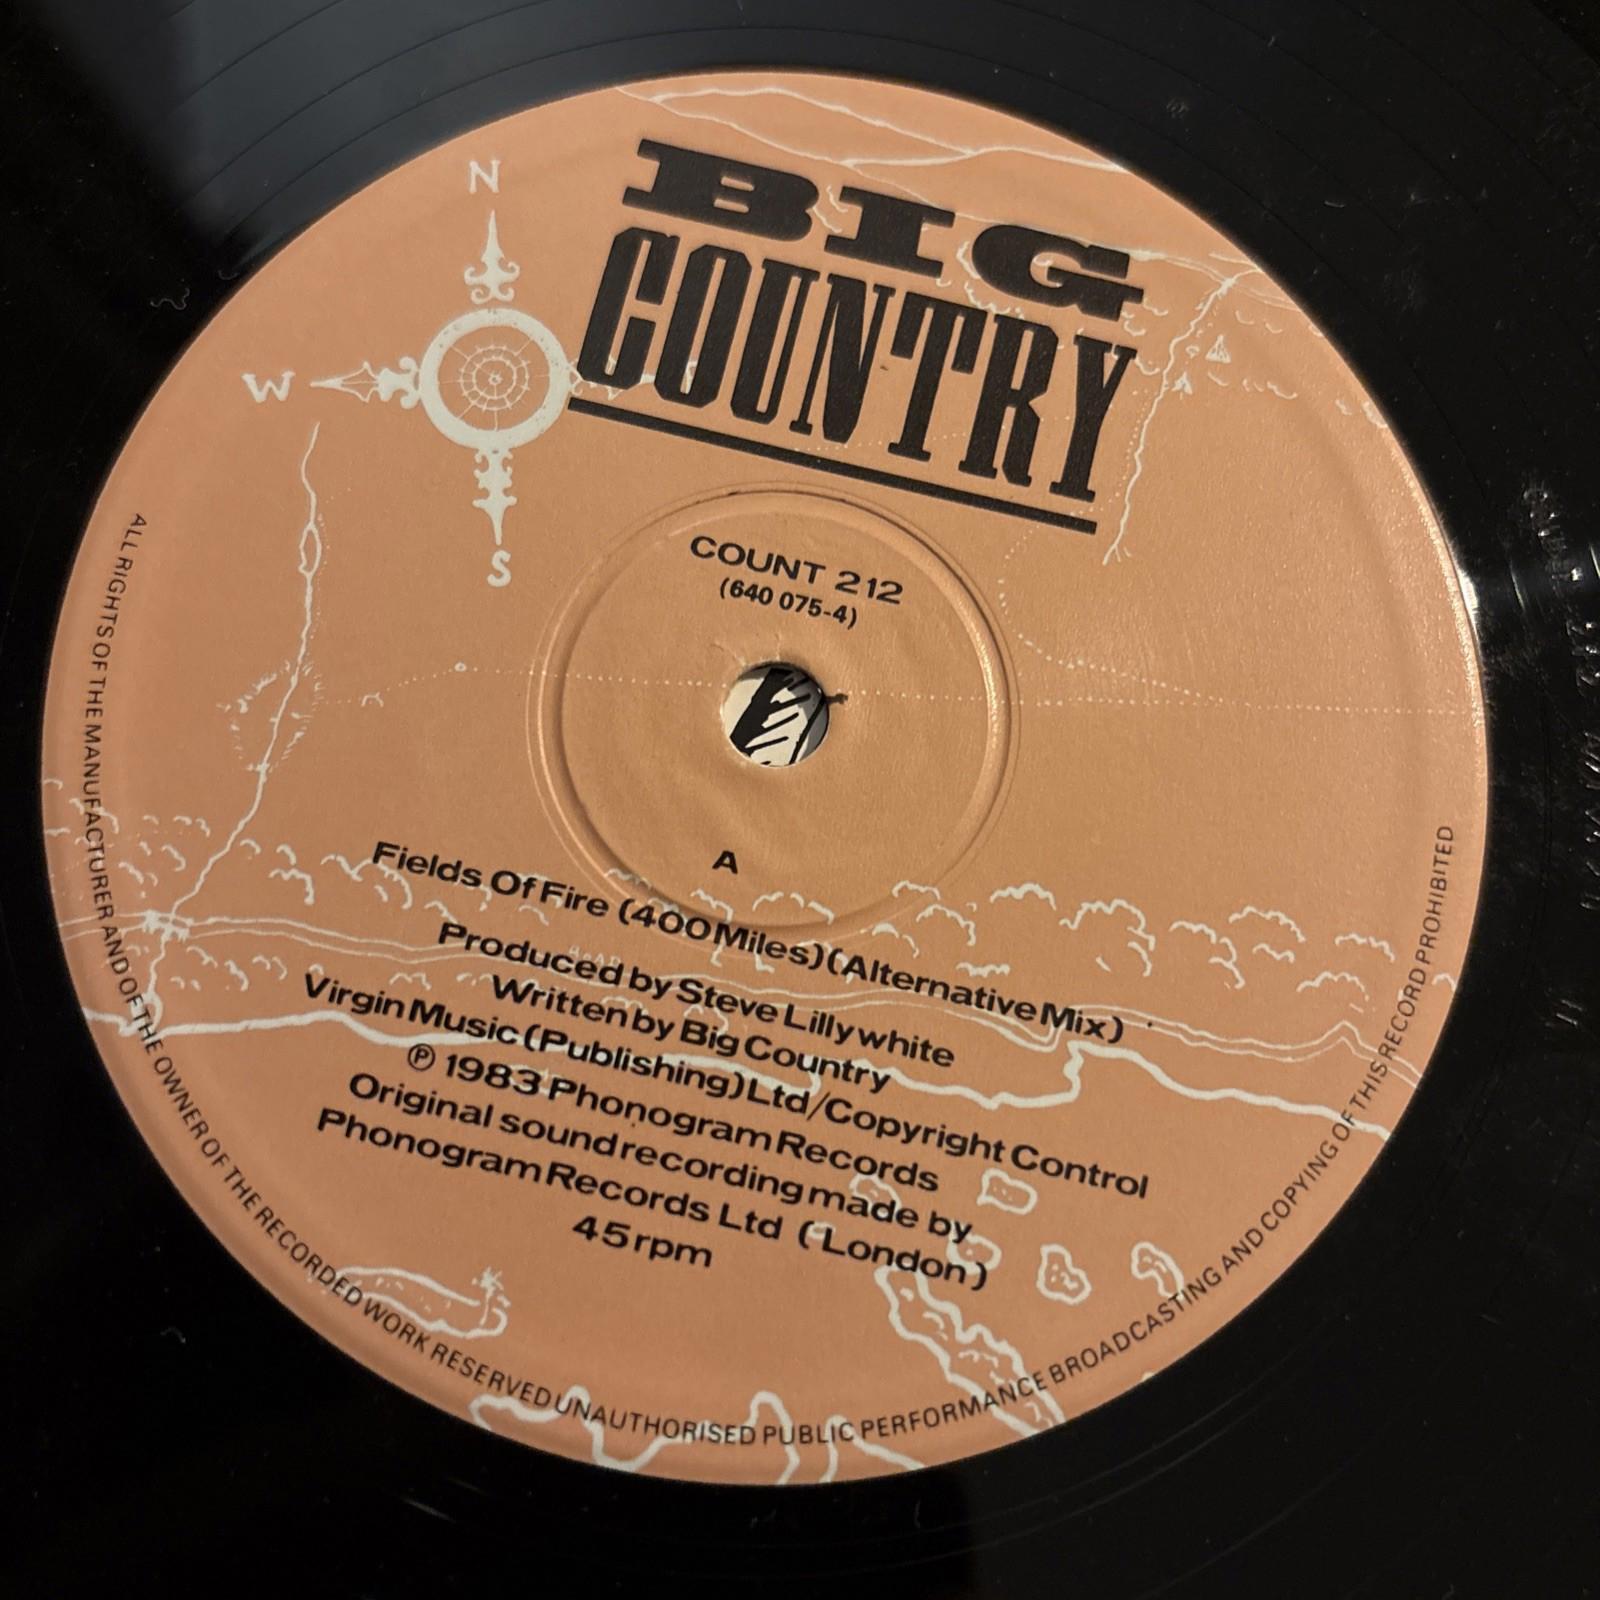 BIG
COUNTRY
N
W
S
COUNT 212
(640 075-4)
A
Fields Of Fire (400 Miles) (Alternative Mix)
Produced by Steve Lillywhite
Written by Big Country
Virgin Music (Publishing) Ltd/Copyright Control
℗ 1983 Phonogram Records
Original sound recording made by
Phonogram Records Ltd (London)
45rpm
ALL RIGHTS OF THE MANUFACTURER AND OF THE OWNER OF THE RECORDED WORK RESERVED UNAUTHORISED PUBLIC PERFORMANCE BROADCASTING AND COPYING OF THIS RECORD PROHIBITED